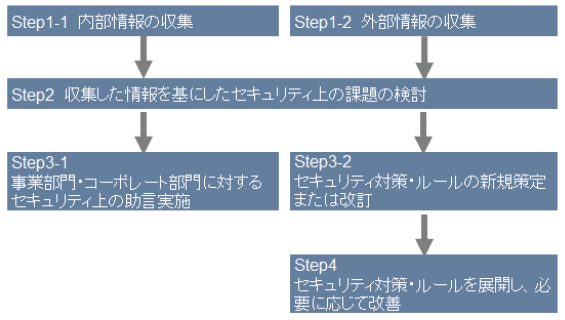 Step1-1 内部情報の収集
Step1-2 外部情報の収集
Step2 収集した情報を基にしたセキュリティ上の課題の検討
Step3-1
事業部門・コーポレート部門に対する
セキュリティ上の助言実施
Step3-2
セキュリティ対策・ルールの新規策定
または改訂
Step4
セキュリティ対策・ルールを展開し、必
要に応じて改善